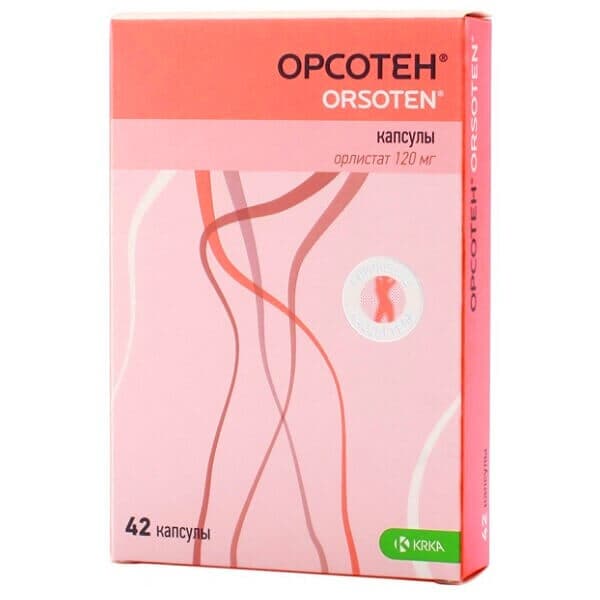 ОРСОТЕН®
ORSOTEN®
капсулы
орлистат 120 мг
42 капсулы
KRKA
ОРСОТЕН® ORSOTEN®
42 капсулы